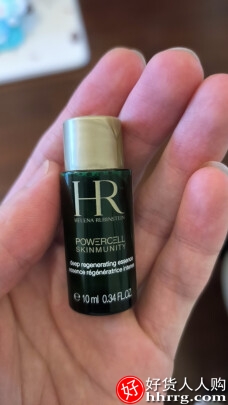 HR
HELENA RUBINSTEIN
POWERCELL
SKINMUNITY
deep regenerating essence
essence régénératrice intense
e 10 ml 0.34 FL.OZ
好货人人购
hhrrg.com